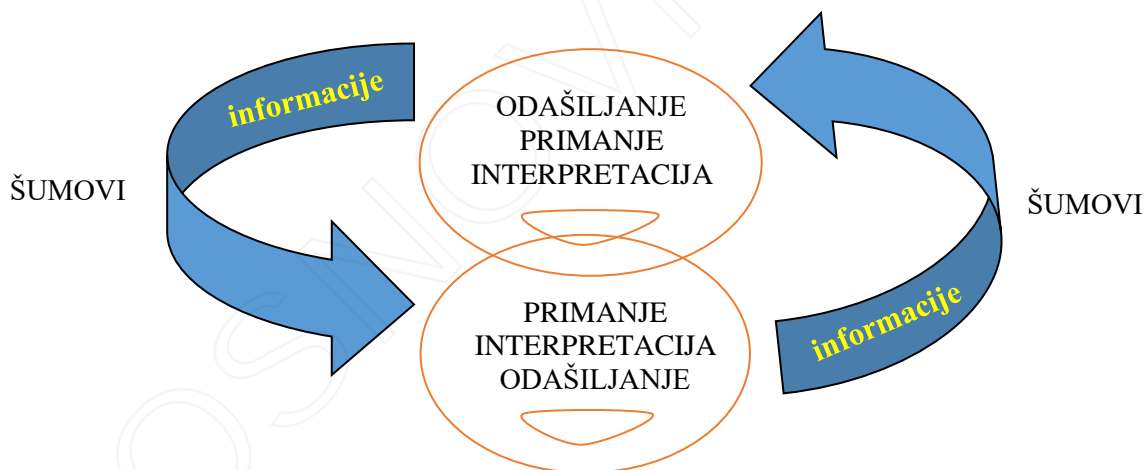 informacije
ODAŠILJANJE
PRIMANJE
INTERPRETACIJA
ŠUMOVI
ŠUMOVI
PRIMANJE
INTERPRETACIJA
ODAŠILJANJE
informacije